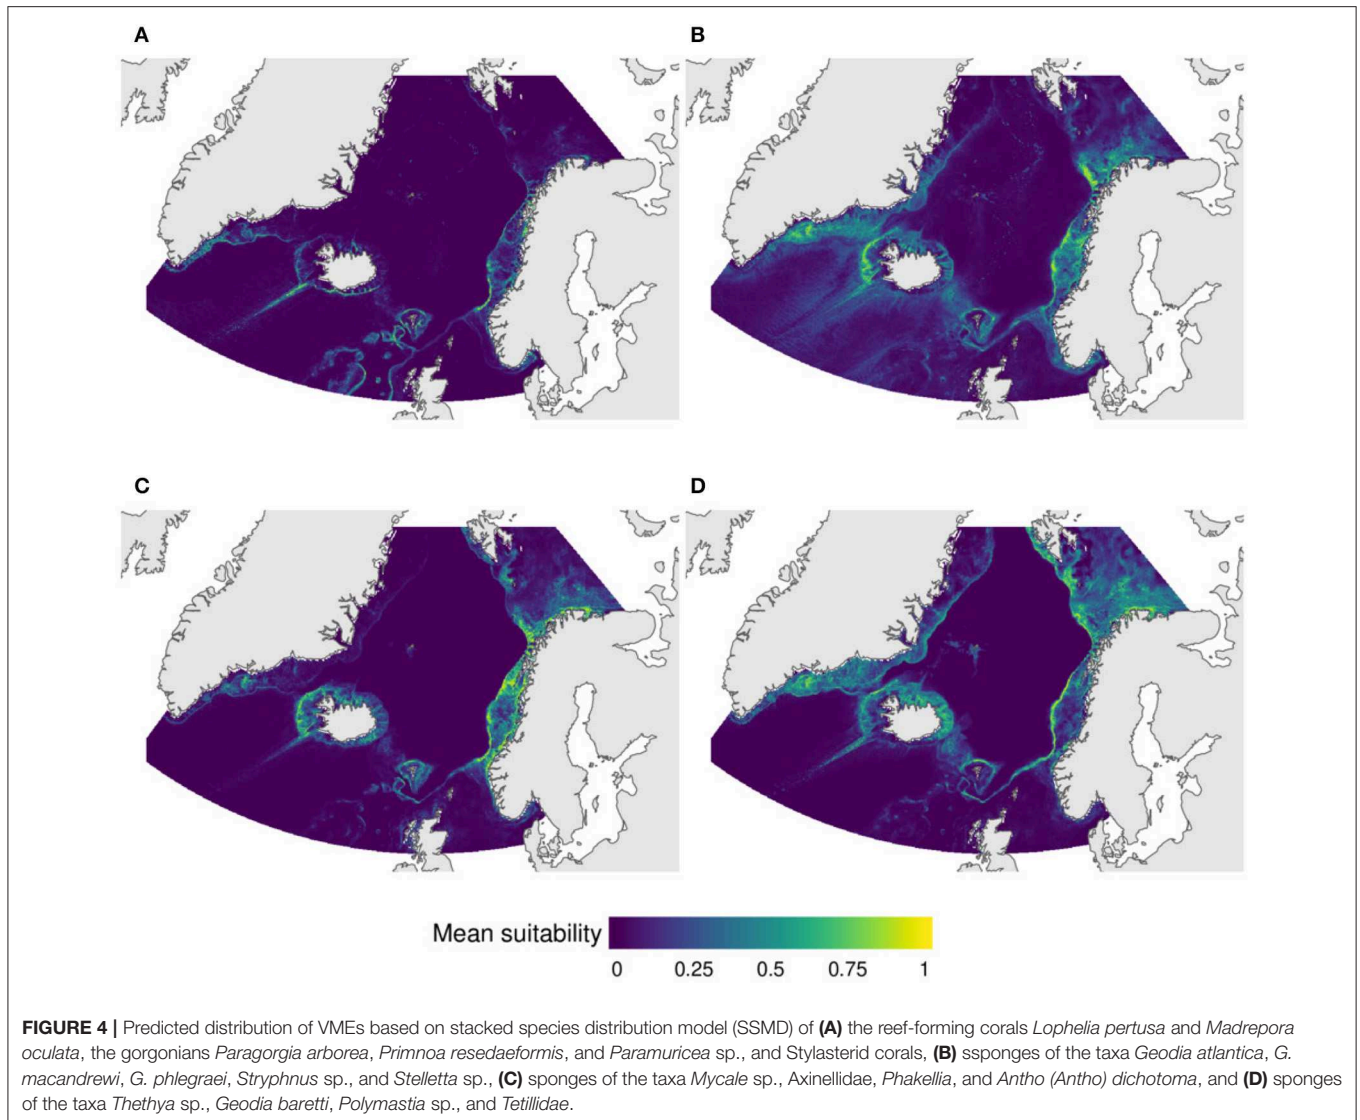 A
B
C
D
Mean suitability
0 0.25 0.5 0.75 1
FIGURE 4 | Predicted distribution of VMEs based on stacked species distribution model (SSMD) of (A) the reef-forming corals Lophelia pertusa and Madrepora
oculata, the gorgonians Paragorgia arborea, Primnoa resedaeformis, and Paramuricea sp., and Stylasterid corals, (B) ssponges of the taxa Geodia atlantica, G.
macandrewi, G. phlegraei, Stryphnus sp., and Stelletta sp., (C) sponges of the taxa Mycale sp., Axinellidae, Phakellia, and Antho (Antho) dichotoma, and (D) sponges
of the taxa Thethya sp., Geodia baretti, Polymastia sp., and Tetillidae.